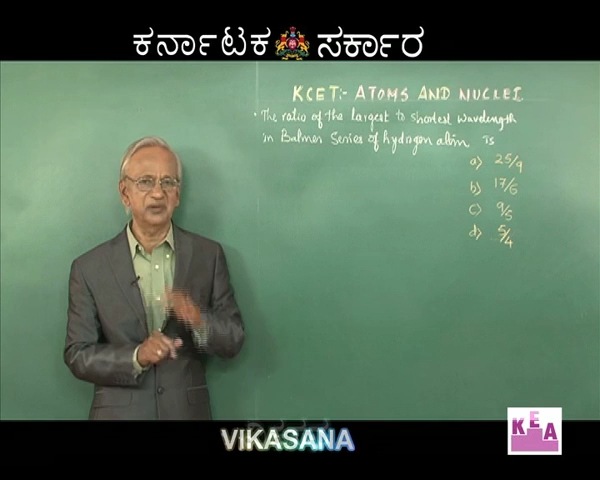 ಕರ್ನಾಟಕ ಸರ್ಕಾರ
KCET:- ATOMS AND NUCLEI
• The ratio of the largest to shortest wavelength
in Balmer Series of hydrogen atom is
a) 25/9
b) 17/6
c) 9/5
d) 5/4
VIKASANA
KEA